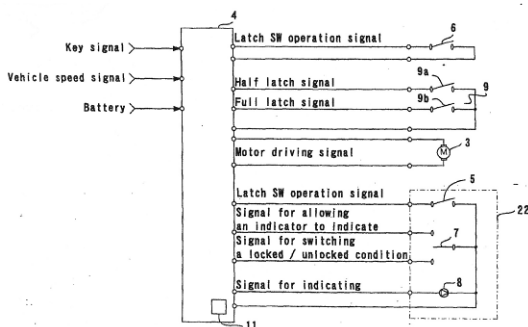 4
Latch SW operation signal
6
Key signal
Vehicle speed signal
Half latch signal
9a
9
Battery
Full latch signal
9b
Motor driving signal
M
3
Latch SW operation signal
5
22
Signal for allowing
an indicator to indicate
7
Signal for switching
a locked / unlocked condition
Signal for indicating
8
11